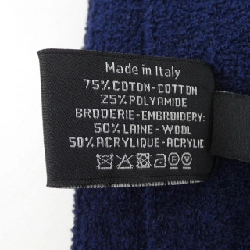 Made in Italy
75% COTON-COTTON
25% POLYAMIDE
BRODERIE-EMBROIDERY:
50% LAINE - WOOL
50% ACRYLIQUE-ACRYLIC